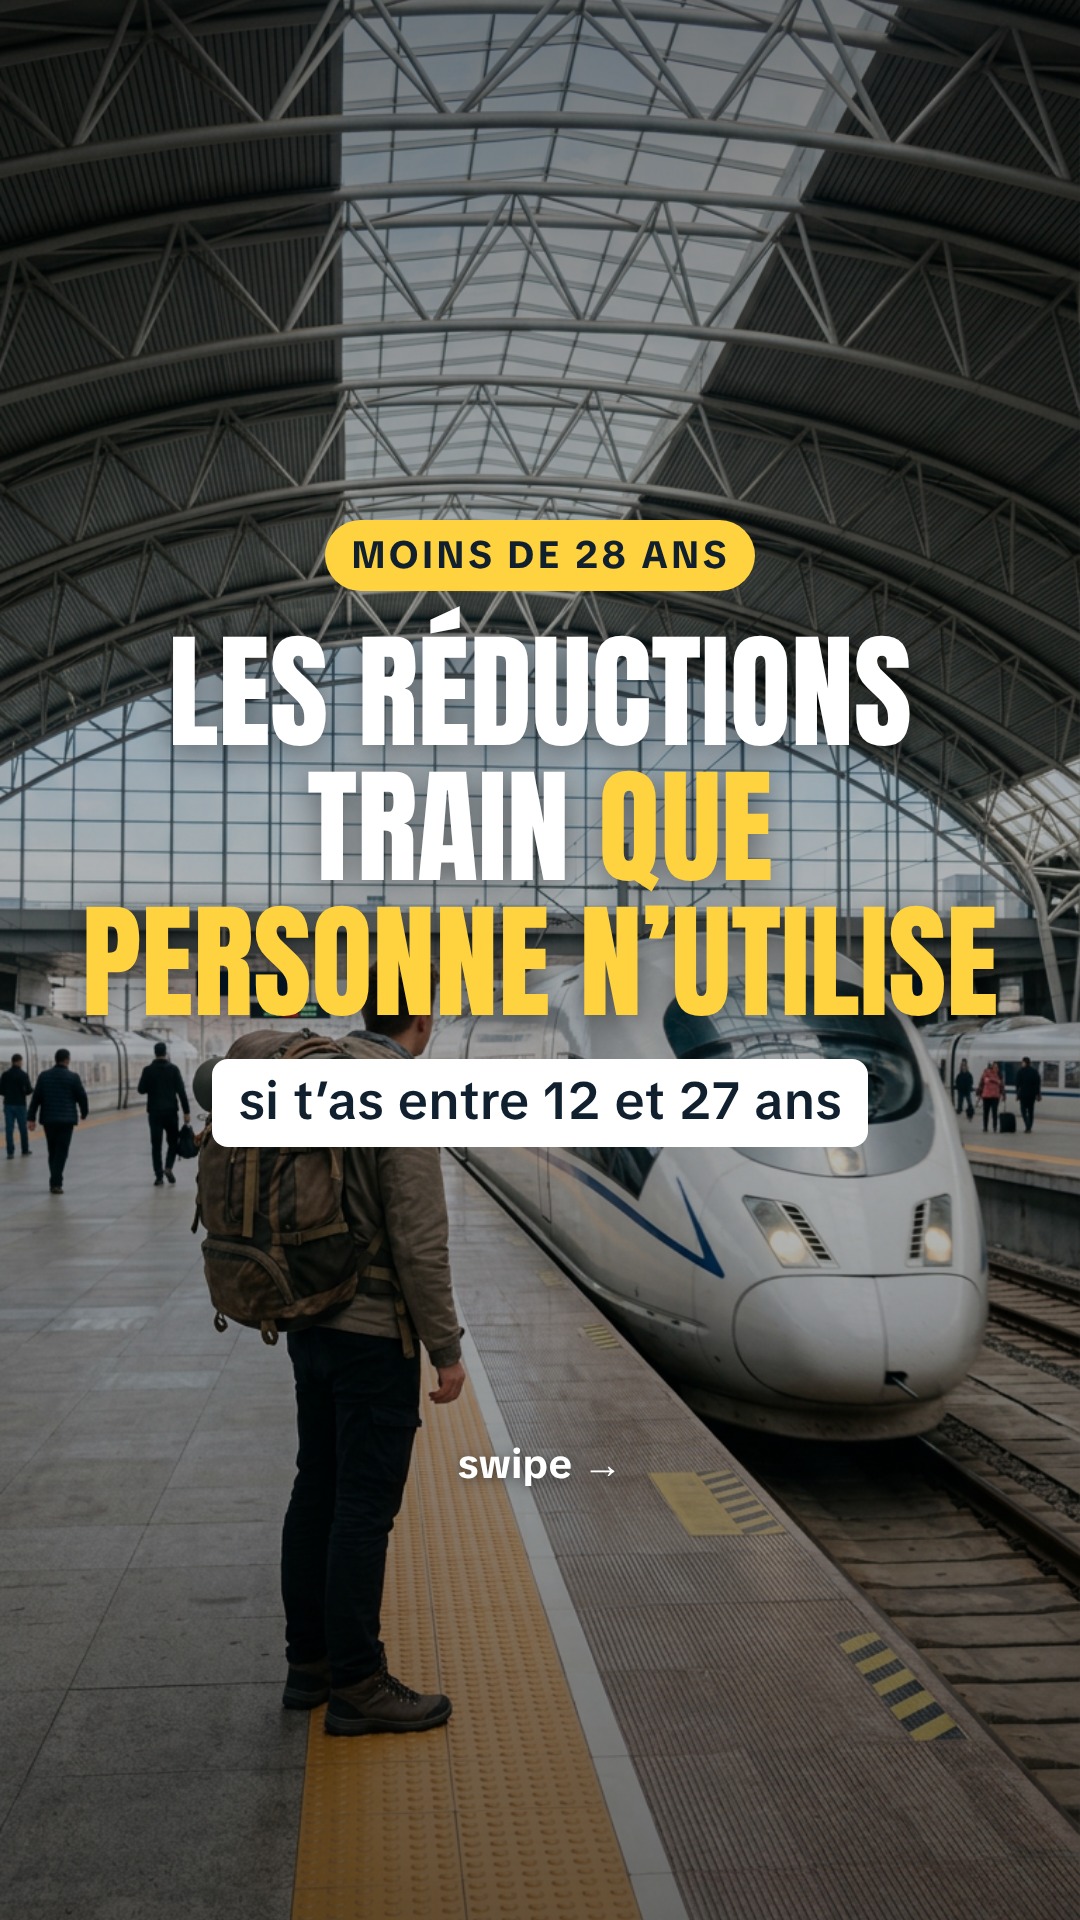 MOINS DE 28 ANS
LES RÉDUCTIONS
TRAIN QUE
PERSONNE N’UTILISE
si t’as entre 12 et 27 ans
swipe →